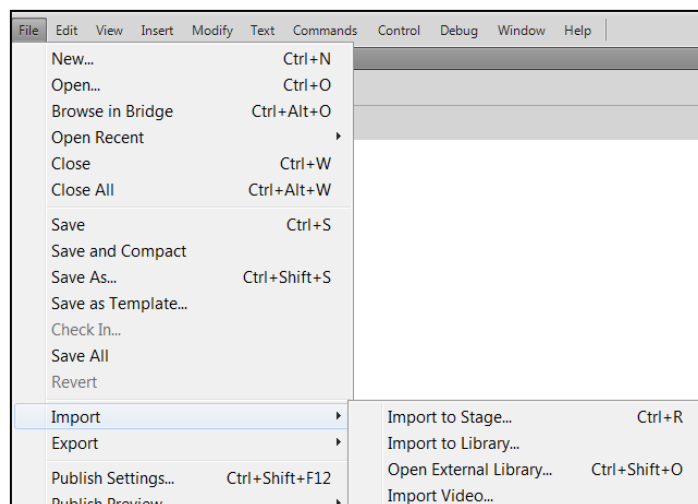 File Edit View Insert Modify Text Commands Control Debug Window Help
New... Ctrl+N
Open... Ctrl+O
Browse in Bridge Ctrl+Alt+O
Open Recent
Close Ctrl+W
Close All Ctrl+Alt+W
Save Ctrl+S
Save and Compact
Save As... Ctrl+Shift+S
Save as Template...
Check In...
Save All
Revert
Import
Import to Stage... Ctrl+R
Export
Import to Library...
Open External Library... Ctrl+Shift+O
Publish Settings... Ctrl+Shift+F12
Import Video...
Publish Preview